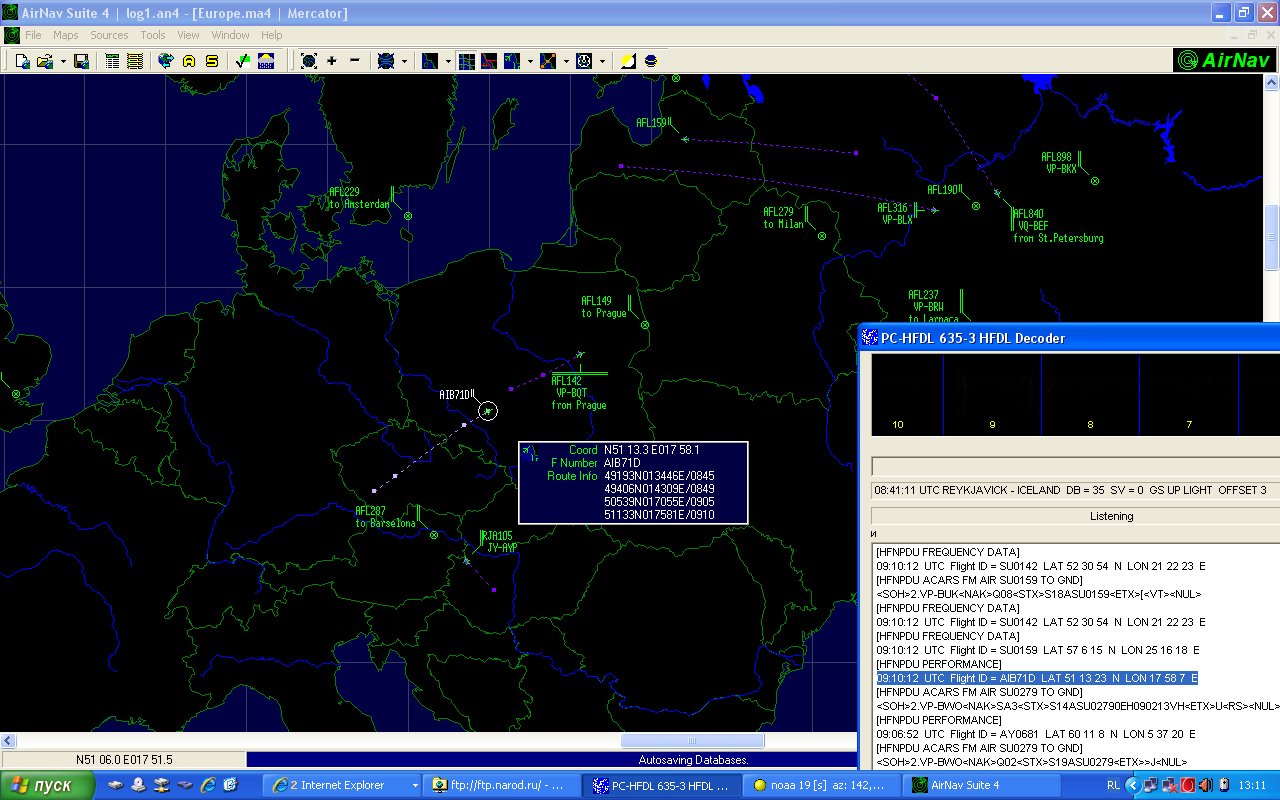 AirNav Suite 4 | log1.an4 - [Europe.ma4 | Mercator]
File Maps Sources Tools View Window Help
AirNav
AFL159
AFL898
VP-BKX
AFL229
to Amsterdan
AFL190
AFL279
to Milan
AFL316
VP-BLX
AFL840
VQ-BEF
from St.Petersburg
AFL149
to Prague
AFL237
VP-BRW
to Larnaca
AFL142
VP-BQT
from Prague
AIB71D
Coord N51 13.3 E017 58.1
F Number AIB71D
Route Info 49193N013446E/0845
49406N014309E/0849
50539N017055E/0905
51133N017581E/0910
AFL287
to Barselona
RJA105
JY-AYP
PC-HFDL 635-3 HFDL Decoder
10 9 8 7
08:41:11 UTC REYKJAVICK - ICELAND DB = 35 SV = 0 GS UP LIGHT OFFSET 3
Listening
и
[HFNPDU FREQUENCY DATA]
09:10:12 UTC Flight ID = SU0142 LAT 52 30 54 N LON 21 22 23 E
[HFNPDU ACARS FM AIR SU0159 TO GND]
<SOH>2.VP-BUK<NAK>Q08<STX>S18ASU0159<ETX>[<VT><NUL>
[HFNPDU FREQUENCY DATA]
09:10:12 UTC Flight ID = SU0142 LAT 52 30 54 N LON 21 22 23 E
[HFNPDU FREQUENCY DATA]
09:10:12 UTC Flight ID = SU0159 LAT 57 6 15 N LON 25 16 18 E
[HFNPDU PERFORMANCE]
09:10:12 UTC Flight ID = AIB71D LAT 51 13 23 N LON 17 58 7 E
[HFNPDU ACARS FM AIR SU0279 TO GND]
<SOH>2.VP-BWO<NAK>SA3<STX>S14ASU02790EH090213VH<ETX>U<RS><NUL>
[HFNPDU PERFORMANCE]
09:06:52 UTC Flight ID = AY0681 LAT 60 11 8 N LON 5 37 20 E
[HFNPDU ACARS FM AIR SU0279 TO GND]
<SOH>2.VP-BWO<NAK>Q02<STX>S19ASU0279<ETX>>J<NUL>
N51 06.0 E017 51.5
Autosaving Databases.
пуск
2 Internet Explorer
ftp://ftp.narod.ru/ - ...
PC-HFDL 635-3 HFDL ...
noaa 19 [s] az: 142,...
AirNav Suite 4
RL
13:11